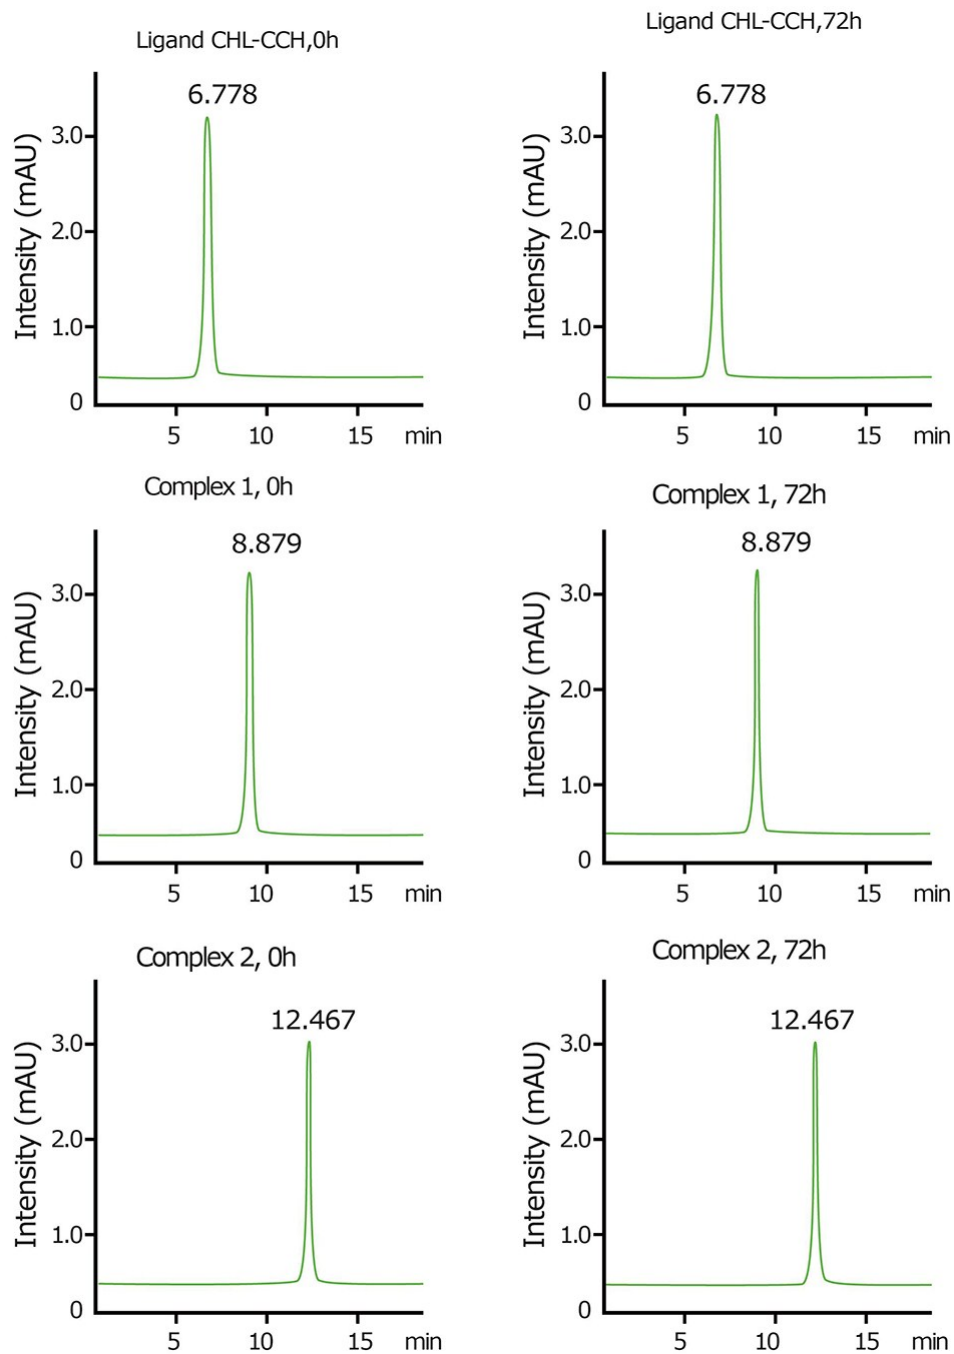 Ligand CHL-CCH,0h
6.778
Intensity (mAU)
3.0
2.0
1.0
0
5 10 15 min
Ligand CHL-CCH,72h
6.778
Intensity (mAU)
3.0
2.0
1.0
0
5 10 15 min
Complex 1, 0h
8.879
Intensity (mAU)
3.0
2.0
1.0
0
5 10 15 min
Complex 1, 72h
8.879
Intensity (mAU)
3.0
2.0
1.0
0
5 10 15 min
Complex 2, 0h
12.467
Intensity (mAU)
3.0
2.0
1.0
0
5 10 15 min
Complex 2, 72h
12.467
Intensity (mAU)
3.0
2.0
1.0
0
5 10 15 min